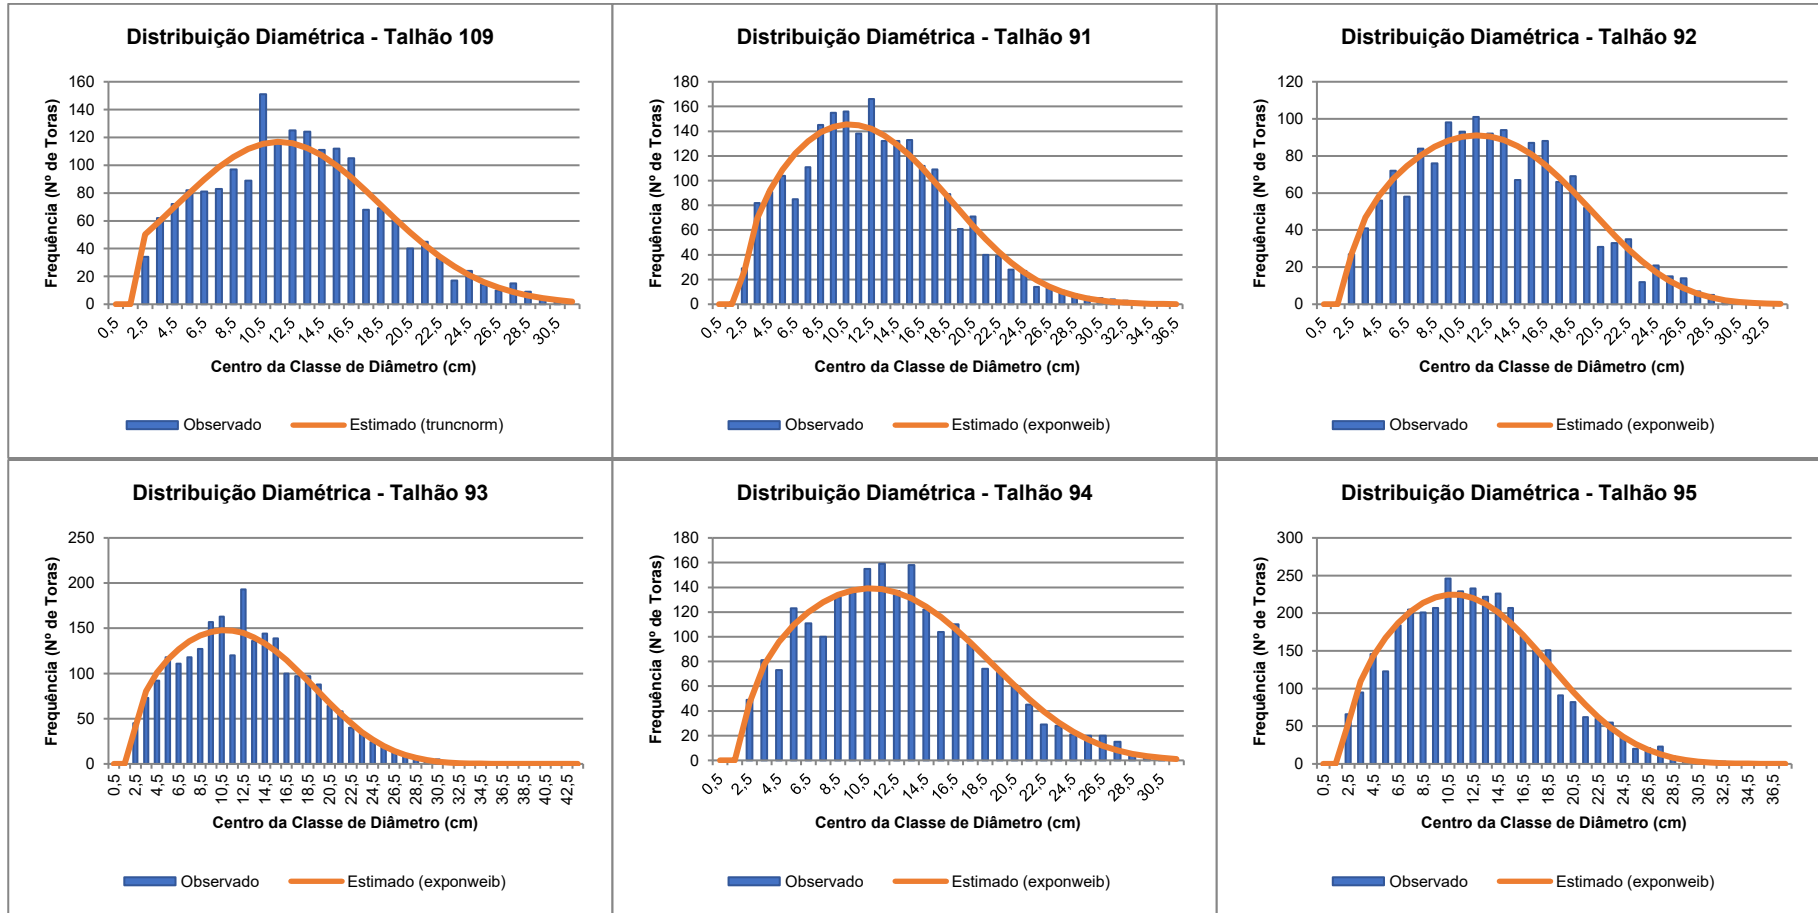 Distribuição Diamétrica - Talhão 109
Frequência (Nº de Toras)
160
140
120
100
80
60
40
20
0
0,5 2,5 4,5 6,5 8,5 10,5 12,5 14,5 16,5 18,5 20,5 22,5 24,5 26,5 28,5 30,5
Centro da Classe de Diâmetro (cm)
Observado Estimado (truncnorm)
Distribuição Diamétrica - Talhão 91
Frequência (Nº de Toras)
180
160
140
120
100
80
60
40
20
0
0,5 2,5 4,5 6,5 8,5 10,5 12,5 14,5 16,5 18,5 20,5 22,5 24,5 26,5 28,5 30,5 32,5 34,5 36,5
Centro da Classe de Diâmetro (cm)
Observado Estimado (exponweib)
Distribuição Diamétrica - Talhão 92
Frequência (Nº de Toras)
120
100
80
60
40
20
0
0,5 2,5 4,5 6,5 8,5 10,5 12,5 14,5 16,5 18,5 20,5 22,5 24,5 26,5 28,5 30,5 32,5
Centro da Classe de Diâmetro (cm)
Observado Estimado (exponweib)
Distribuição Diamétrica - Talhão 93
Frequência (Nº de Toras)
250
200
150
100
50
0
0,5 2,5 4,5 6,5 8,5 10,5 12,5 14,5 16,5 18,5 20,5 22,5 24,5 26,5 28,5 30,5 32,5 34,5 36,5 38,5 40,5 42,5
Centro da Classe de Diâmetro (cm)
Observado Estimado (exponweib)
Distribuição Diamétrica - Talhão 94
Frequência (Nº de Toras)
180
160
140
120
100
80
60
40
20
0
0,5 2,5 4,5 6,5 8,5 10,5 12,5 14,5 16,5 18,5 20,5 22,5 24,5 26,5 28,5 30,5
Centro da Classe de Diâmetro (cm)
Observado Estimado (exponweib)
Distribuição Diamétrica - Talhão 95
Frequência (Nº de Toras)
300
250
200
150
100
50
0
0,5 2,5 4,5 6,5 8,5 10,5 12,5 14,5 16,5 18,5 20,5 22,5 24,5 26,5 28,5 30,5 32,5 34,5 36,5
Centro da Classe de Diâmetro (cm)
Observado Estimado (exponweib)